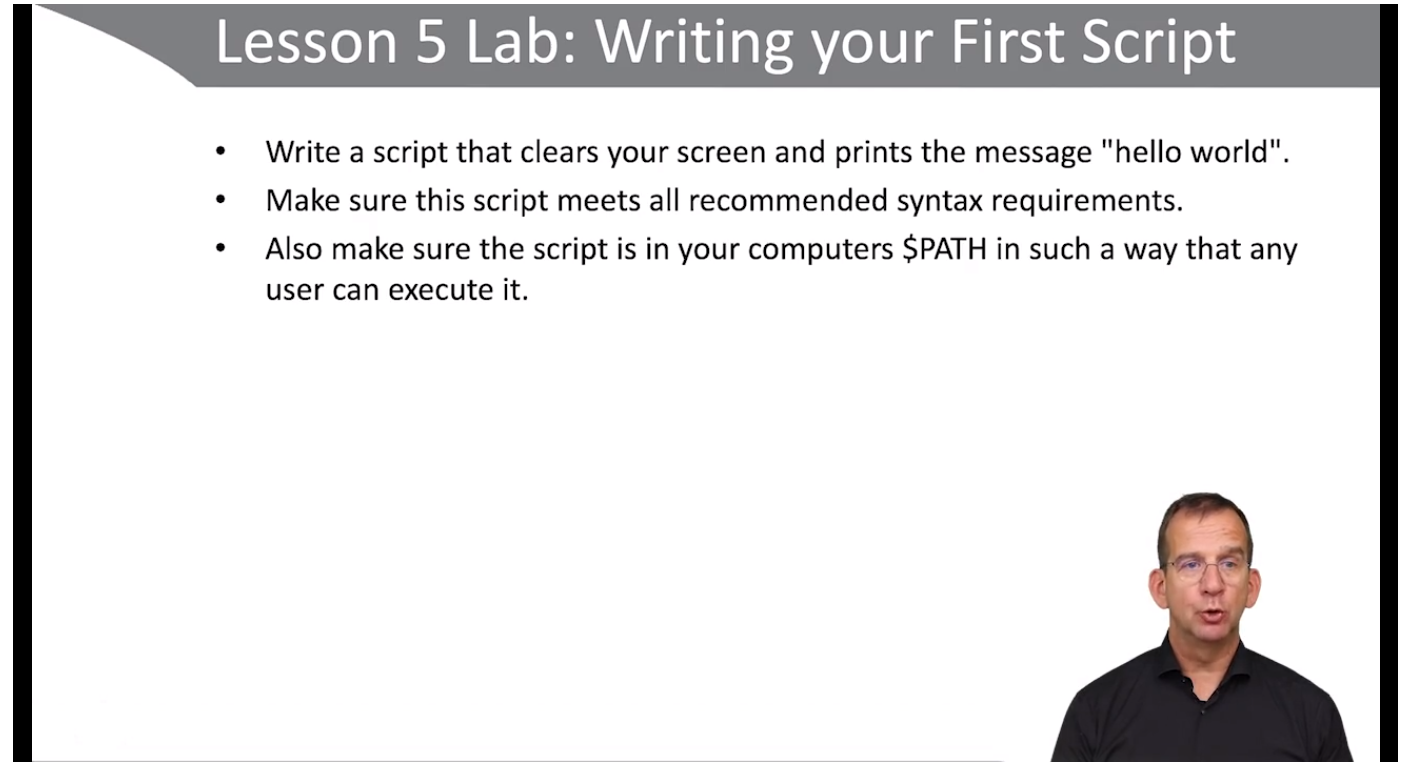 Lesson 5 Lab: Writing your First Script
• Write a script that clears your screen and prints the message "hello world".
• Make sure this script meets all recommended syntax requirements.
• Also make sure the script is in your computers $PATH in such a way that any
user can execute it.